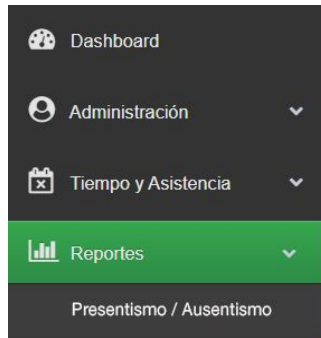 Dashboard
Administración
Tiempo y Asistencia
Reportes
Presentismo / Ausentismo